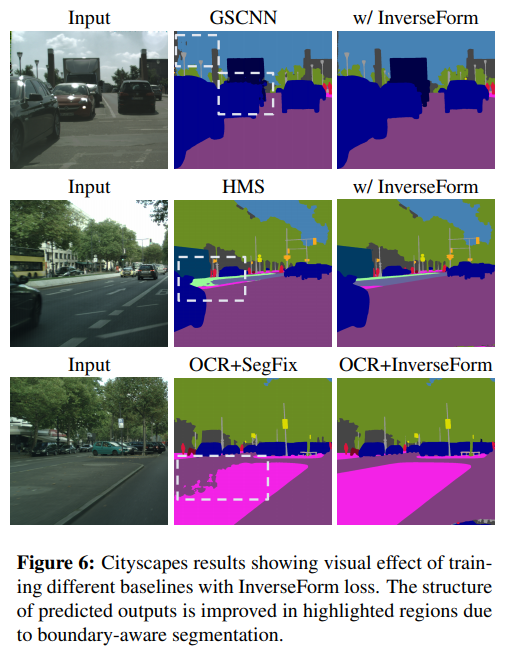 Input GSCNN w/ InverseForm
Input HMS w/ InverseForm
Input OCR+SegFix OCR+InverseForm
Figure 6: Cityscapes results showing visual effect of train-
ing different baselines with InverseForm loss. The structure
of predicted outputs is improved in highlighted regions due
to boundary-aware segmentation.